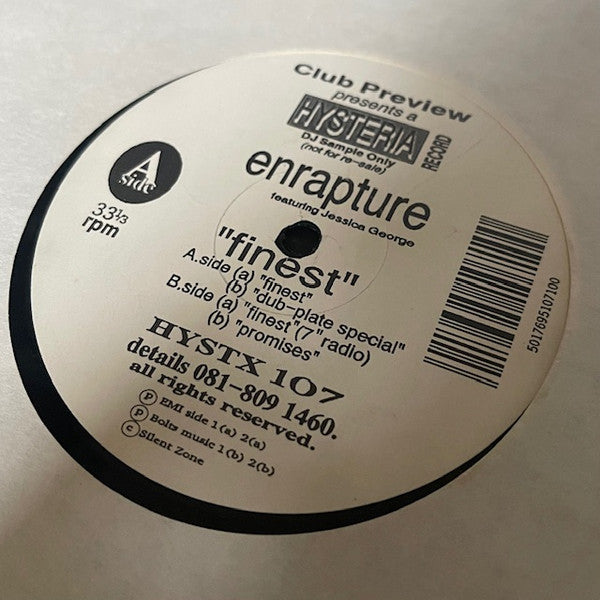 Club Preview
presents a
HYSTERIA
RECORD
DJ Sample Only
(not for re-sale)
enrapture
featuring Jessica George
A
side
33⅓
rpm
"finest"
A.side (a) "finest"
(b) "dub-plate special"
B.side (a) "finest"(7" radio)
(b) "promises"
HYSTX 107
details 081-809 1460.
all rights reserved.
Ⓟ EMI side 1(a) 2(a)
Ⓟ Bolts music 1(b) 2(b)
ⓒ Silent Zone
5017695107100